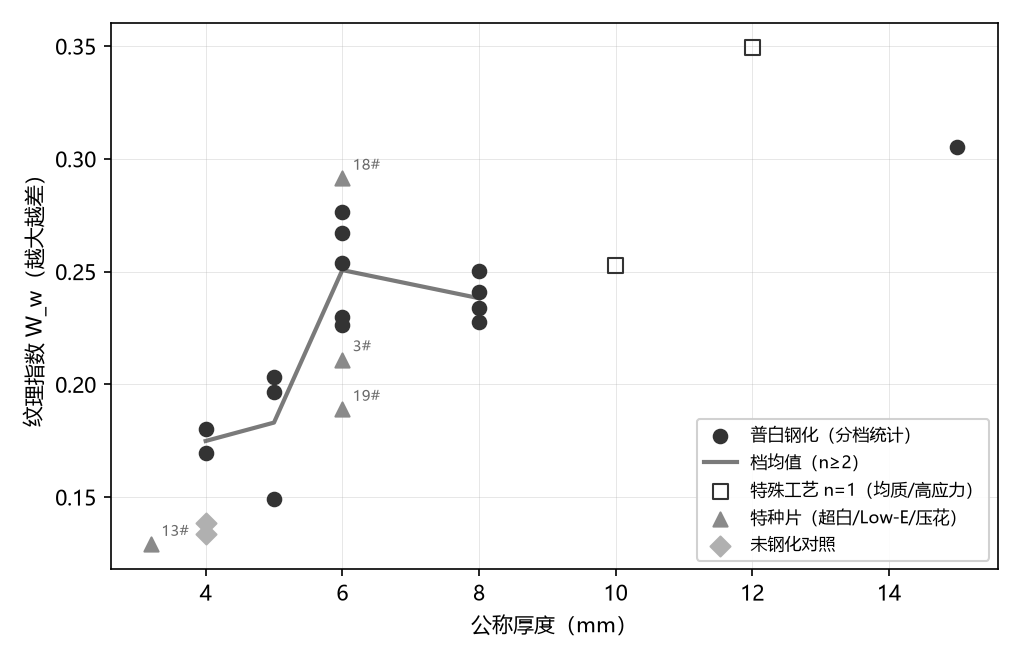 0.35
0.30
0.25
0.20
0.15
纹理指数 W_w（越大越差）
18#
3#
19#
13#
普白钢化（分档统计）
档均值（n≥2）
特殊工艺 n=1（均质/高应力）
特种片（超白/Low-E/压花）
未钢化对照
4
6
8
10
12
14
公称厚度（mm）